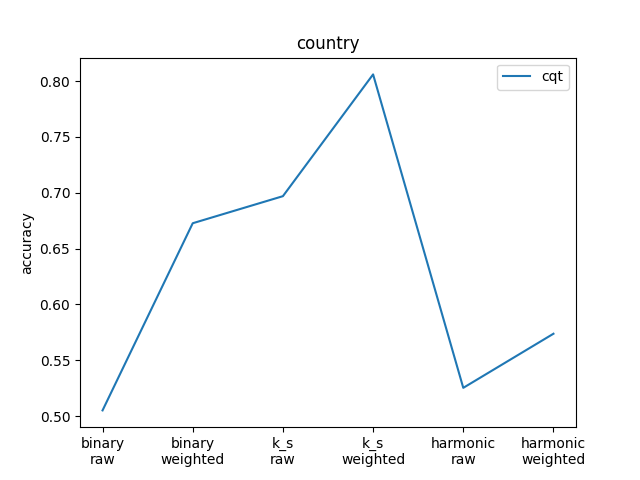 country
cqt
accuracy
0.80
0.75
0.70
0.65
0.60
0.55
0.50
binary
raw
binary
weighted
k_s
raw
k_s
weighted
harmonic
raw
harmonic
weighted